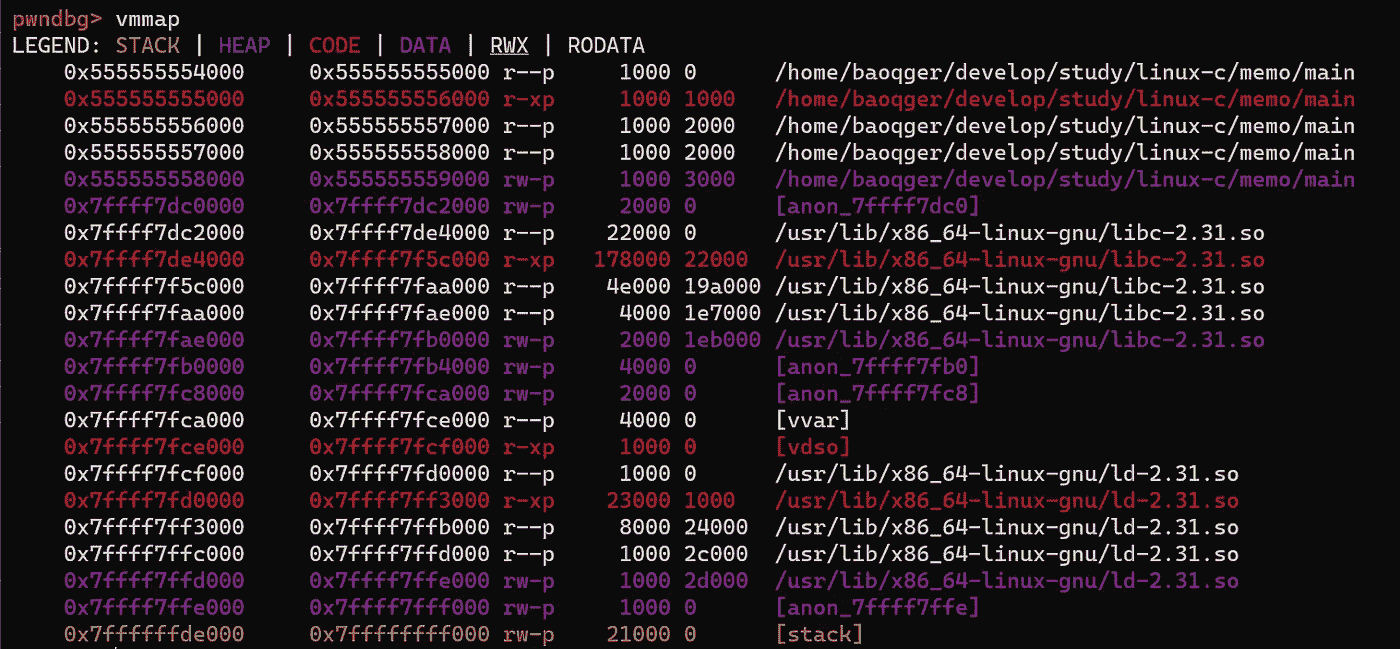 pwndbg> vmmap
LEGEND: STACK | HEAP | CODE | DATA | RWX | RODATA
0x555555554000 0x555555555000 r--p 1000 0 /home/baoqger/develop/study/linux-c/memo/main
0x555555555000 0x555555556000 r-xp 1000 1000 /home/baoqger/develop/study/linux-c/memo/main
0x555555556000 0x555555557000 r--p 1000 2000 /home/baoqger/develop/study/linux-c/memo/main
0x555555557000 0x555555558000 r--p 1000 2000 /home/baoqger/develop/study/linux-c/memo/main
0x555555558000 0x555555559000 rw-p 1000 3000 /home/baoqger/develop/study/linux-c/memo/main
0x7ffff7dc0000 0x7ffff7dc2000 rw-p 2000 0 [anon_7ffff7dc0]
0x7ffff7dc2000 0x7ffff7de4000 r--p 22000 0 /usr/lib/x86_64-linux-gnu/libc-2.31.so
0x7ffff7de4000 0x7ffff7f5c000 r-xp 178000 22000 /usr/lib/x86_64-linux-gnu/libc-2.31.so
0x7ffff7f5c000 0x7ffff7faa000 r--p 4e000 19a000 /usr/lib/x86_64-linux-gnu/libc-2.31.so
0x7ffff7faa000 0x7ffff7fae000 r--p 4000 1e7000 /usr/lib/x86_64-linux-gnu/libc-2.31.so
0x7ffff7fae000 0x7ffff7fb0000 rw-p 2000 1eb000 /usr/lib/x86_64-linux-gnu/libc-2.31.so
0x7ffff7fb0000 0x7ffff7fb4000 rw-p 4000 0 [anon_7ffff7fb0]
0x7ffff7fc8000 0x7ffff7fca000 rw-p 2000 0 [anon_7ffff7fc8]
0x7ffff7fca000 0x7ffff7fce000 r--p 4000 0 [vvar]
0x7ffff7fce000 0x7ffff7fcf000 r-xp 1000 0 [vdso]
0x7ffff7fcf000 0x7ffff7fd0000 r--p 1000 0 /usr/lib/x86_64-linux-gnu/ld-2.31.so
0x7ffff7fd0000 0x7ffff7ff3000 r-xp 23000 1000 /usr/lib/x86_64-linux-gnu/ld-2.31.so
0x7ffff7ff3000 0x7ffff7ffb000 r--p 8000 24000 /usr/lib/x86_64-linux-gnu/ld-2.31.so
0x7ffff7ffc000 0x7ffff7ffd000 r--p 1000 2c000 /usr/lib/x86_64-linux-gnu/ld-2.31.so
0x7ffff7ffd000 0x7ffff7ffe000 rw-p 1000 2d000 /usr/lib/x86_64-linux-gnu/ld-2.31.so
0x7ffff7ffe000 0x7ffff7fff000 rw-p 1000 0 [anon_7ffff7ffe]
0x7ffffffde000 0x7ffffffff000 rw-p 21000 0 [stack]